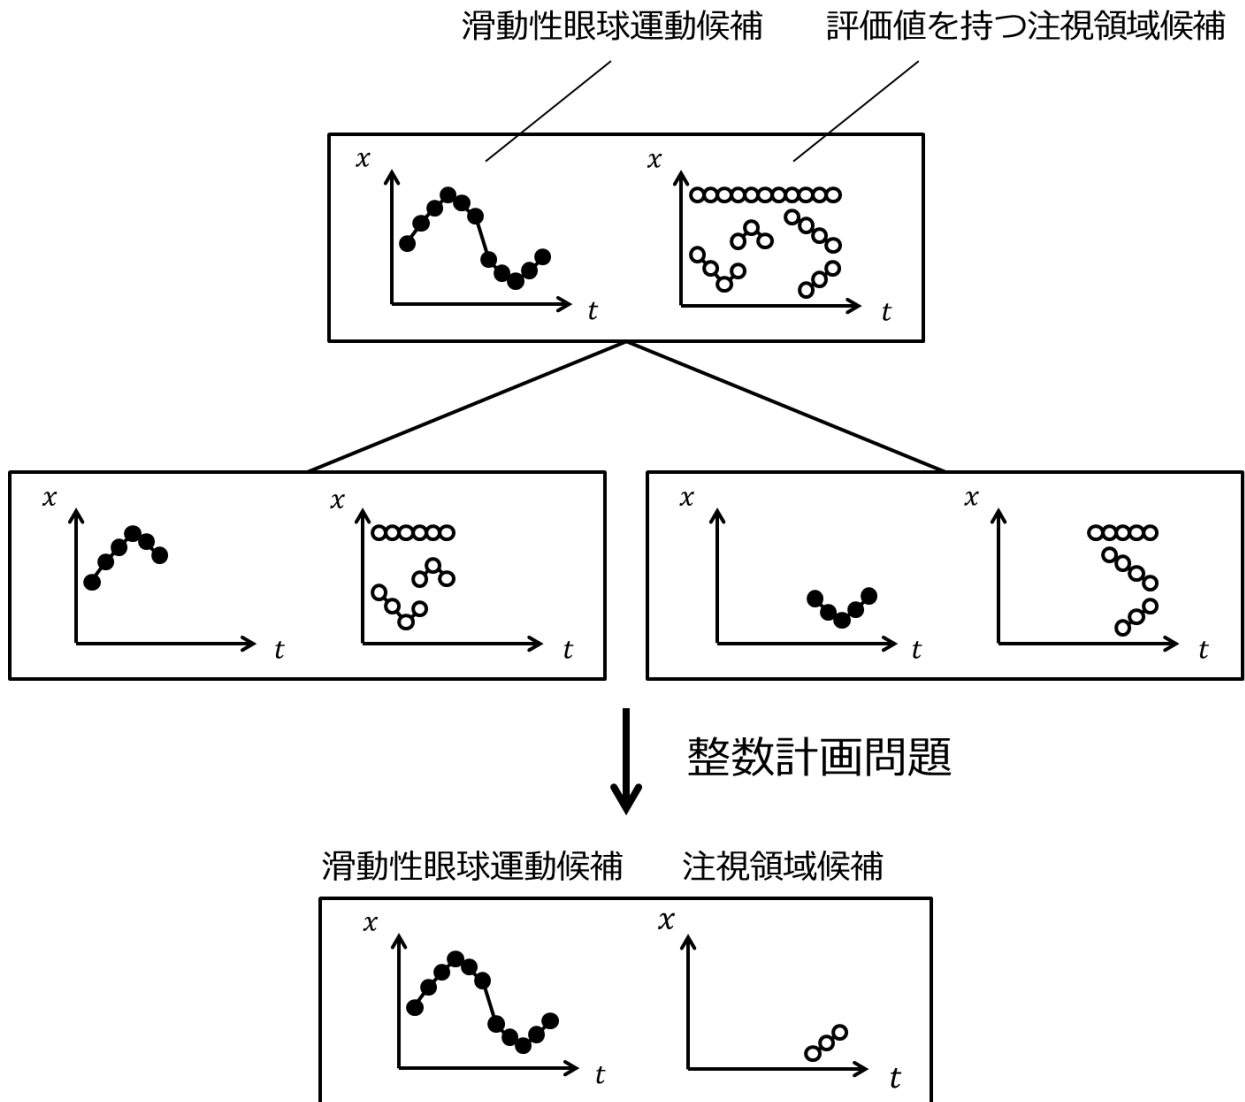 滑動性眼球運動候補 評価値を持つ注視領域候補
x x
t t
x x x x
t t t t
整数計画問題
滑動性眼球運動候補 注視領域候補
x x
t t